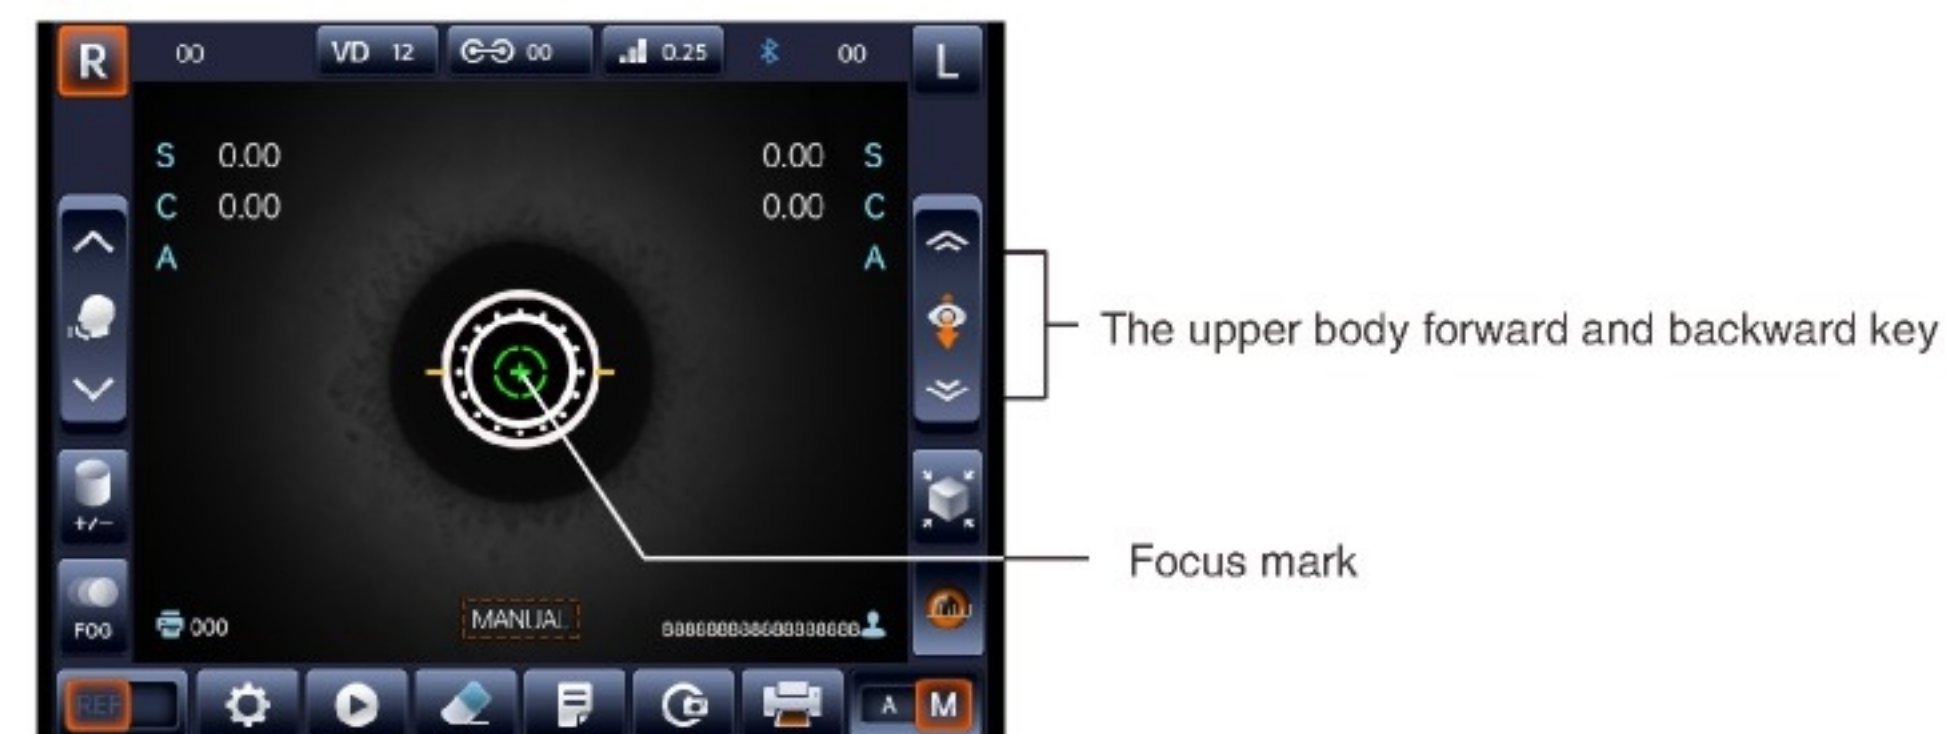 R 00 VD 12 00 0.25 00 L
S 0.00 0.00 S
C 0.00 0.00 C
A A
The upper body forward and backward key
+/−
Focus mark
FOG 000 MANUAL
REF A M